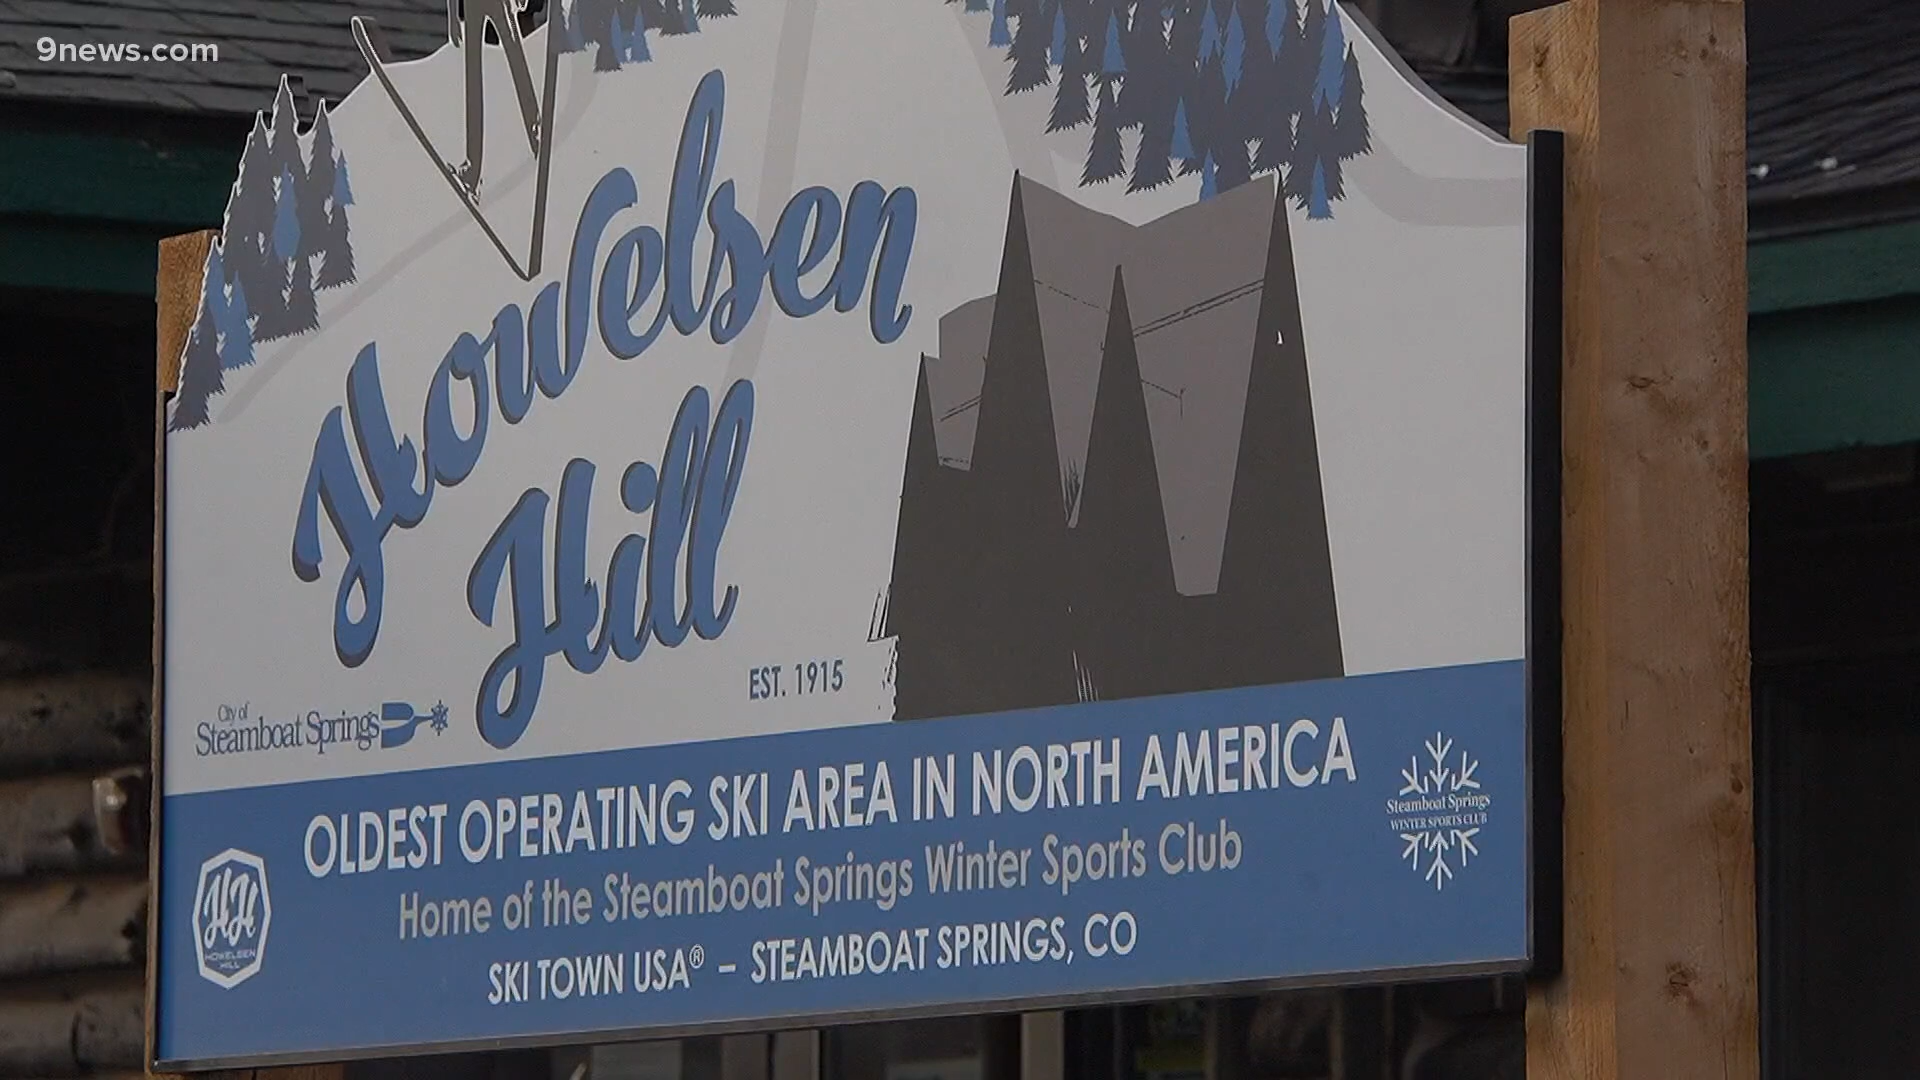 9news.com
Howelsen
Hill
EST. 1915
City of
Steamboat Springs
OLDEST OPERATING SKI AREA IN NORTH AMERICA
Home of the Steamboat Springs Winter Sports Club
SKI TOWN USA® – STEAMBOAT SPRINGS, CO
HH
HOWELSEN
HILL
Steamboat Springs
WINTER SPORTS CLUB